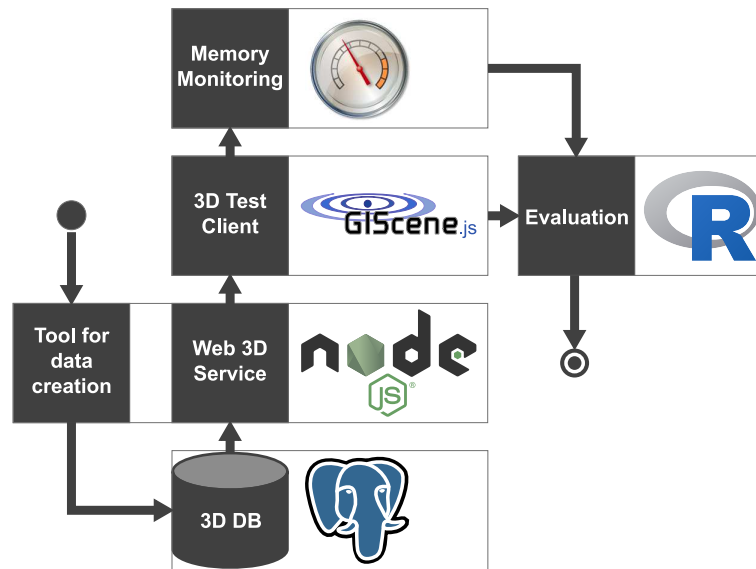 Memory
Monitoring
3D Test
Client
GIScene.js
Evaluation
R
Tool for
data
creation
Web 3D
Service
node
JS®
3D DB